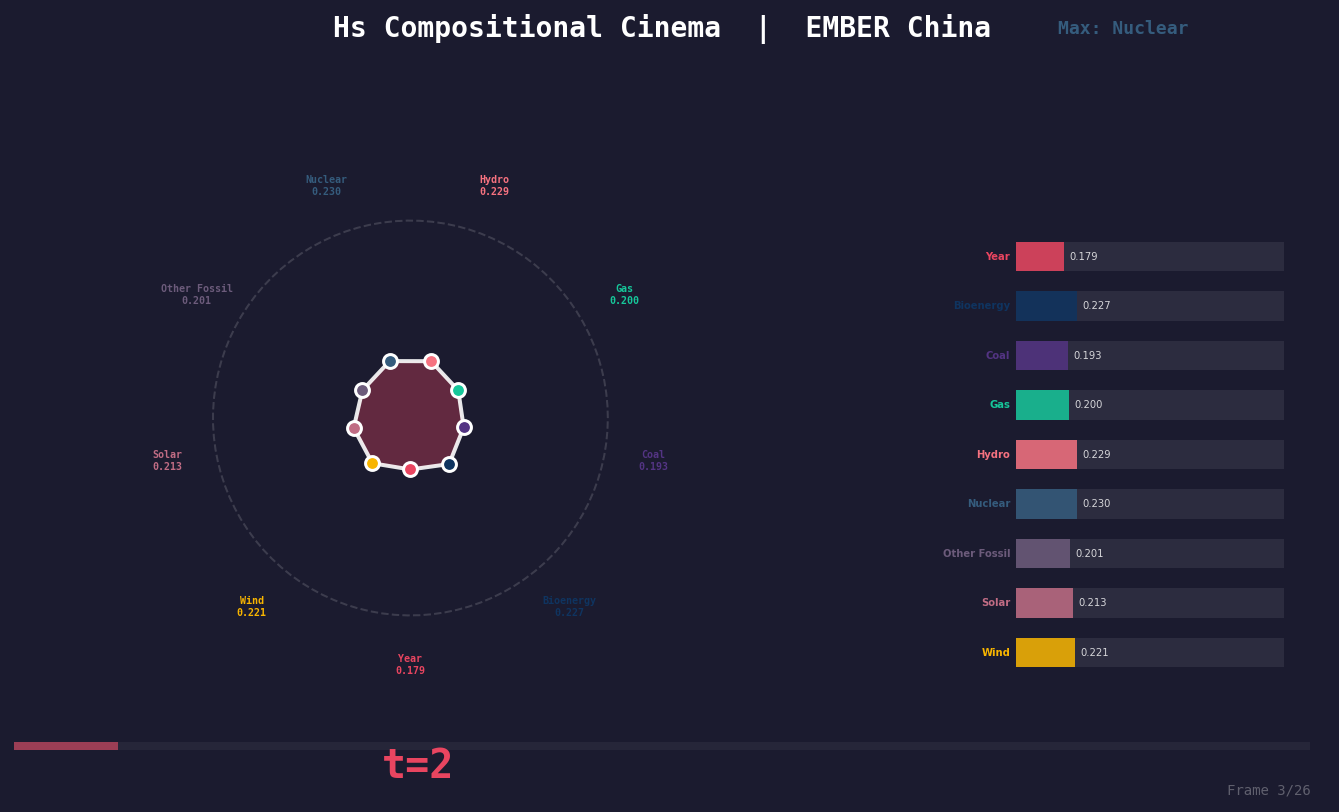 Hs Compositional Cinema | EMBER China
Max: Nuclear
Nuclear
0.230
Hydro
0.229
Other Fossil
0.201
Gas
0.200
Solar
0.213
Coal
0.193
Wind
0.221
Bioenergy
0.227
Year
0.179
Year 0.179
Bioenergy 0.227
Coal 0.193
Gas 0.200
Hydro 0.229
Nuclear 0.230
Other Fossil 0.201
Solar 0.213
Wind 0.221
t=2
Frame 3/26